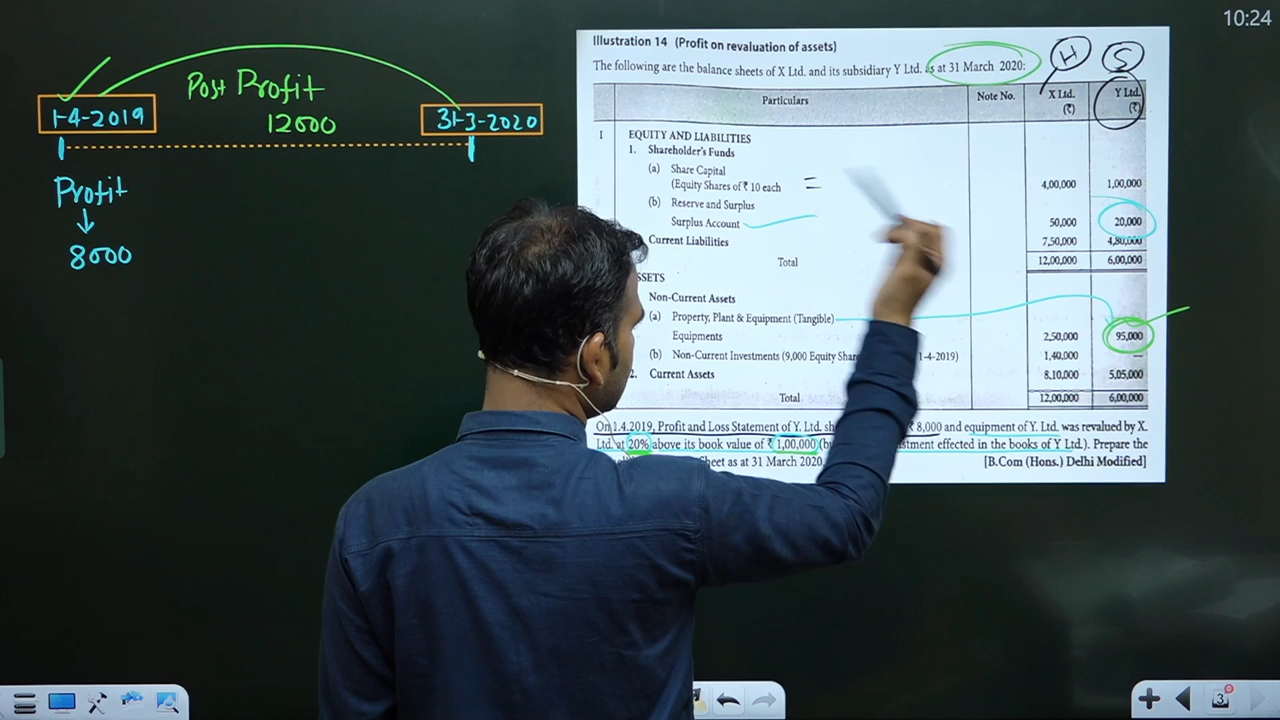 10:24
1-4-2019
Post Profit
12000
31-3-2020
Profit
8000
Illustration 14 (Profit on revaluation of assets)
The following are the balance sheets of X Ltd. and its subsidiary Y Ltd. as at 31 March 2020:
H S
Particulars Note No. X Ltd. (₹) Y Ltd. (₹)
I EQUITY AND LIABILITIES
1. Shareholder's Funds
(a) Share Capital
(Equity Shares of ₹ 10 each = 4,00,000 1,00,000
(b) Reserve and Surplus
Surplus Account 50,000 20,000
Current Liabilities 7,50,000 4,80,000
Total 12,00,000 6,00,000
SSETS
Non-Current Assets
(a) Property, Plant & Equipment (Tangible)
Equipments 2,50,000 95,000
(b) Non-Current Investments (9,000 Equity 1-4-2019) 1,40,000 —
2. Current Assets 8,10,000 5,05,000
Total 12,00,000 6,00,000
On 1.4.2019, Profit and Loss Statement of Y. Ltd. ₹ 8,000 and equipment of Y. Ltd. was revalued by X.
Ltd. at 20% above its book value of ₹ 1,00,000 effected in the books of Y Ltd.). Prepare the
Sheet as at 31 March 2020.
[B.Com (Hons.) Delhi Modified]
3